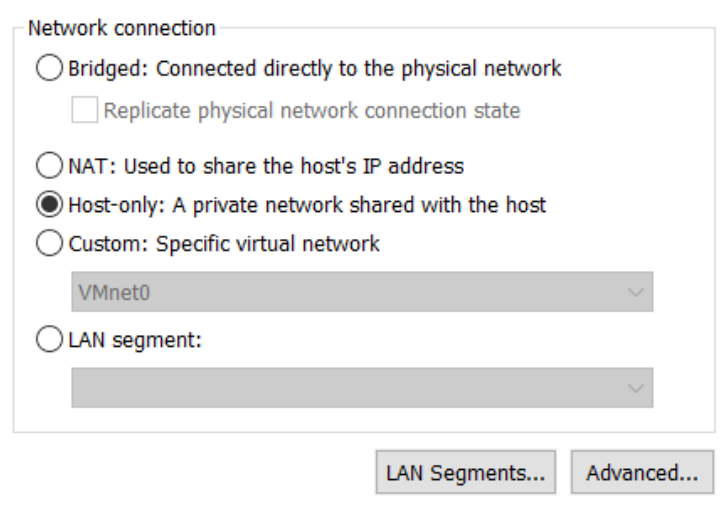 Network connection
Bridged: Connected directly to the physical network
Replicate physical network connection state
NAT: Used to share the host's IP address
Host-only: A private network shared with the host
Custom: Specific virtual network
VMnet0
LAN segment:
LAN Segments... Advanced...